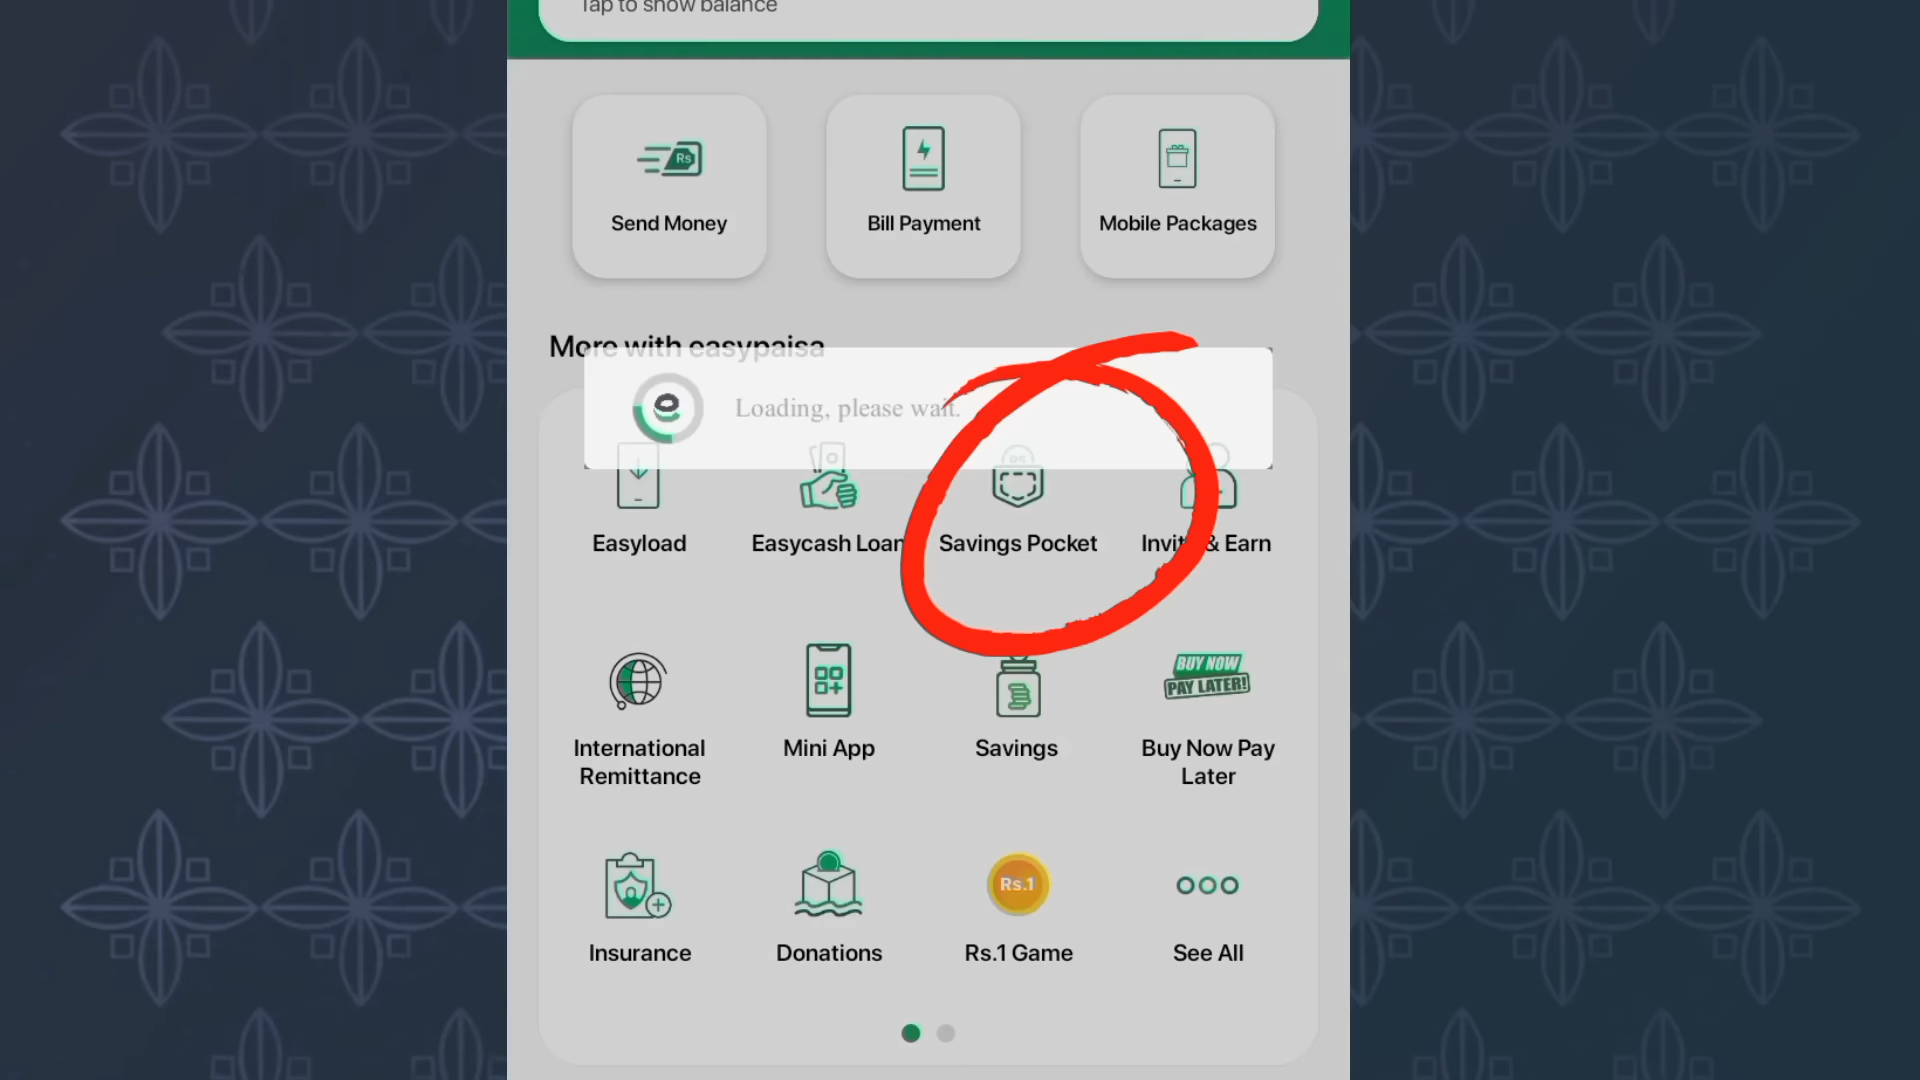 Tap to show balance
Rs
Send Money
Bill Payment
Mobile Packages
More with easypaisa
Loading, please wait.
Easyload
Easycash Loan
Savings Pocket
Invite & Earn
BUY NOW
PAY LATER!
International
Remittance
Mini App
Savings
Buy Now Pay
Later
Rs.1
Insurance
Donations
Rs.1 Game
See All